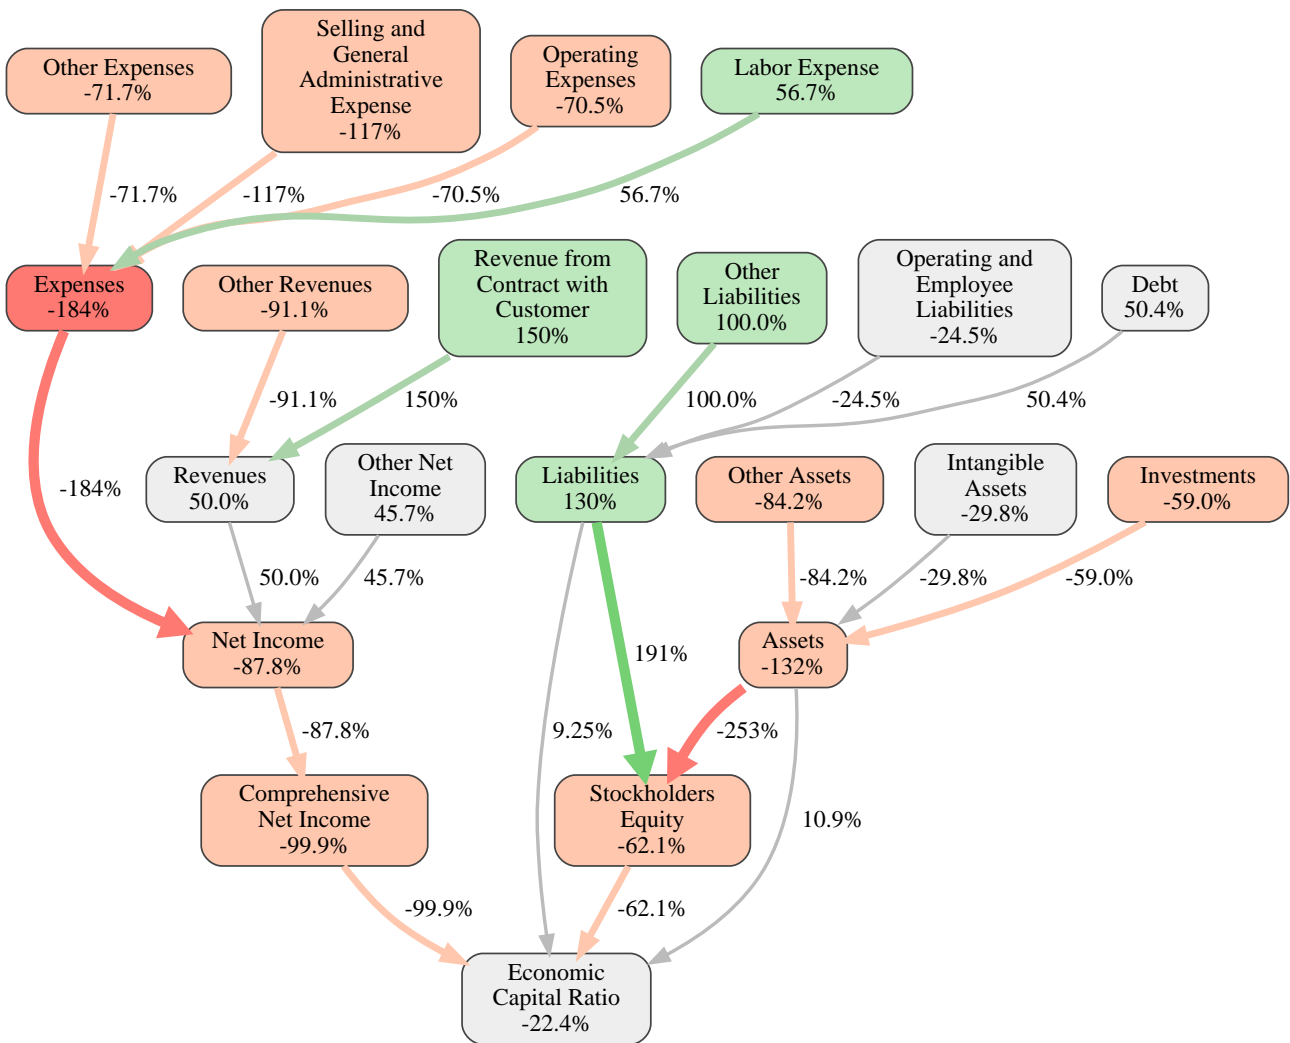 Other Expenses
-71.7%
Selling and
General
Administrative
Expense
-117%
Operating
Expenses
-70.5%
Labor Expense
56.7%
-71.7%
-117%
-70.5%
56.7%
Expenses
-184%
Other Revenues
-91.1%
Revenue from
Contract with
Customer
150%
Other
Liabilities
100.0%
Operating and
Employee
Liabilities
-24.5%
Debt
50.4%
-91.1%
150%
100.0%
-24.5%
50.4%
-184%
Revenues
50.0%
Other Net
Income
45.7%
Liabilities
130%
Other Assets
-84.2%
Intangible
Assets
-29.8%
Investments
-59.0%
50.0%
45.7%
-84.2%
-29.8%
-59.0%
Net Income
-87.8%
191%
Assets
-132%
-87.8%
9.25%
-253%
Comprehensive
Net Income
-99.9%
Stockholders
Equity
-62.1%
10.9%
-99.9%
-62.1%
Economic
Capital Ratio
-22.4%